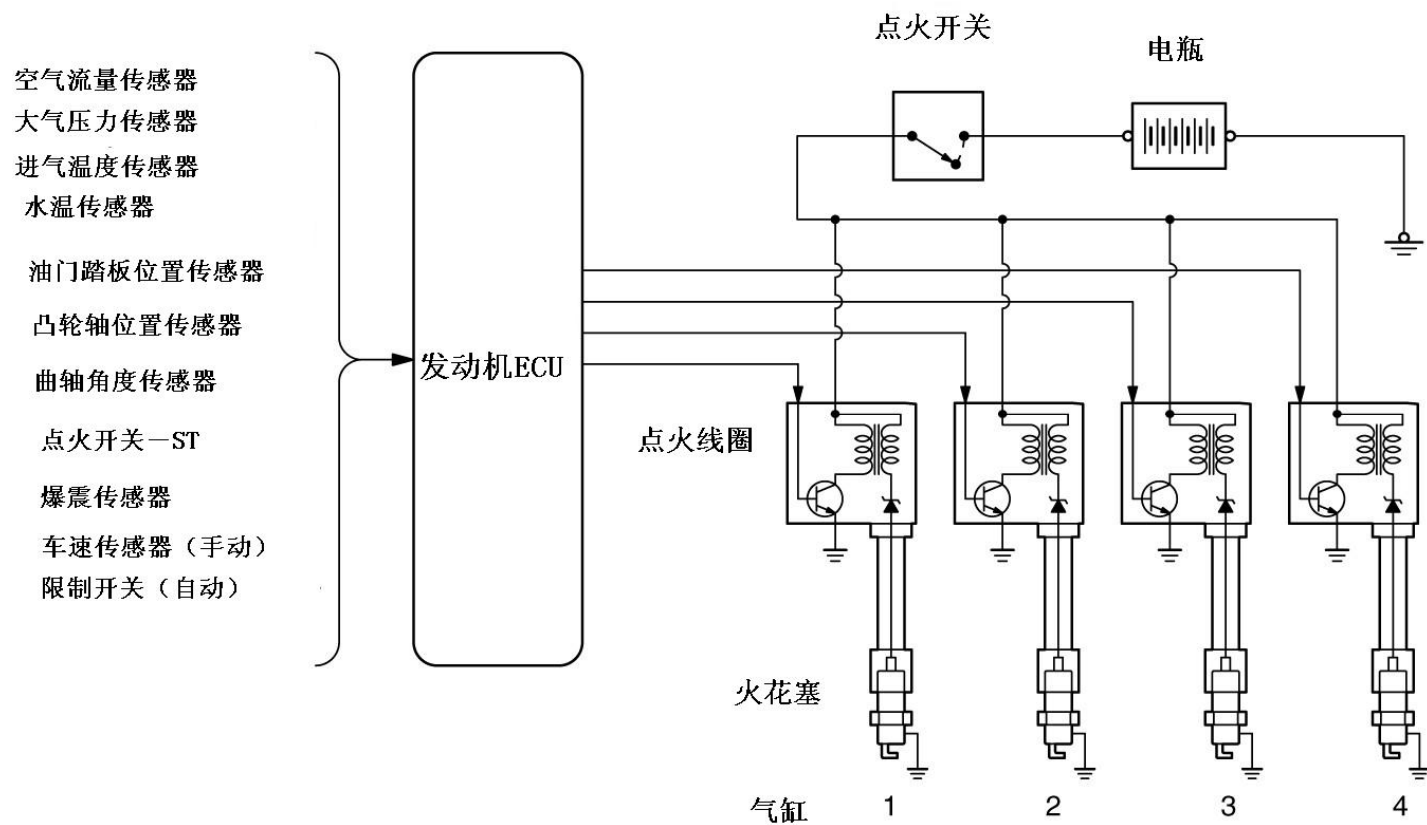 点火开关
电瓶
空气流量传感器
大气压力传感器
进气温度传感器
水温传感器
油门踏板位置传感器
凸轮轴位置传感器
曲轴角度传感器
点火开关—ST
爆震传感器
车速传感器（手动）
限制开关（自动）
发动机ECU
点火线圈
火花塞
气缸 1 2 3 4